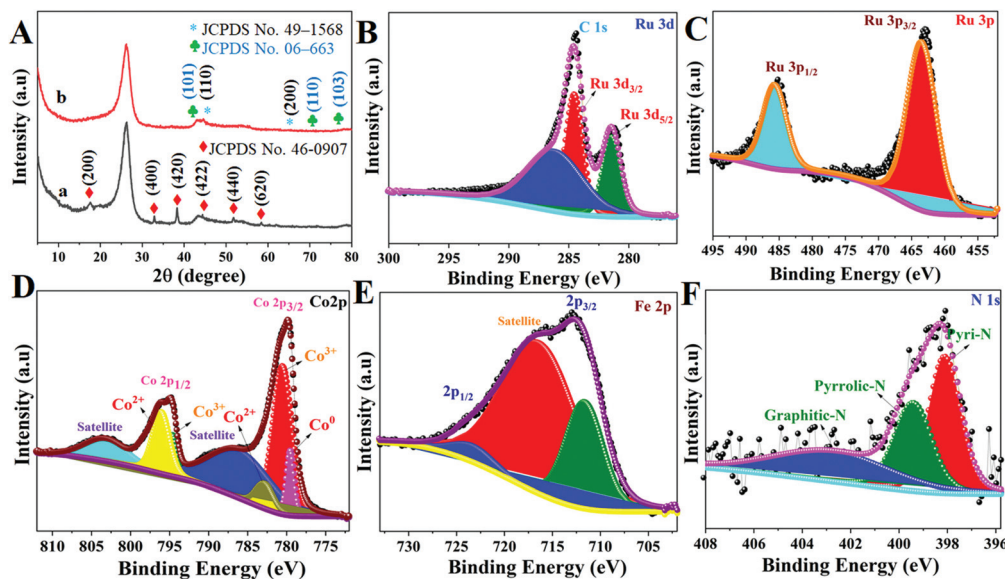 A
* JCPDS No. 49–1568
♣ JCPDS No. 06–663
(101)
(110)
(200)
(110)
(103)
b
♦ JCPDS No. 46-0907
a
(200)
(400)
(420)
(422)
(440)
(620)
Intensity (a.u)
10 20 30 40 50 60 70 80
2θ (degree)
B
Ru 3d
C 1s
Ru 3d3/2
Ru 3d5/2
Intensity (a.u)
300 295 290 285 280
Binding Energy (eV)
C
Ru 3p
Ru 3p3/2
Ru 3p1/2
Intensity (a.u)
495 490 485 480 475 470 465 460 455
Binding Energy (eV)
D
Co2p
Co 2p3/2
Co3+
Co 2p1/2
Co2+
Co3+
Co2+
Satellite
Satellite
Co0
Intensity (a.u)
812 805 800 795 790 785 780 775
Binding Energy (eV)
E
Fe 2p
2p3/2
Satellite
2p1/2
Intensity (a.u)
730 725 720 715 710 705 702
Binding Energy (eV)
F
N 1s
Pyri-N
Pyrrolic-N
Graphitic-N
Intensity (a.u)
408 406 404 402 400 398 396
Binding Energy (eV)